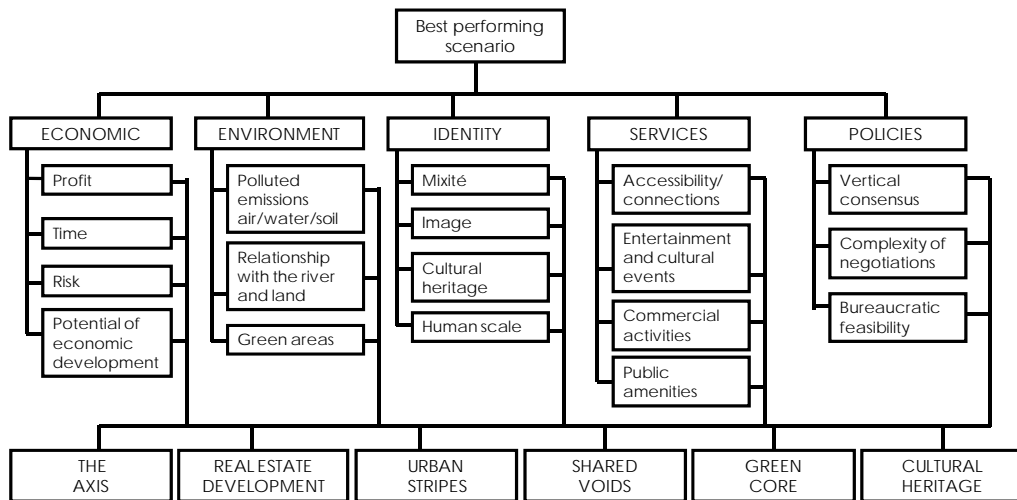 Best performing
scenario
ECONOMIC
Profit
Time
Risk
Potential of
economic
development
ENVIRONMENT
Polluted
emissions
air/water/soil
Relationship
with the river
and land
Green areas
IDENTITY
Mixité
Image
Cultural
heritage
Human scale
SERVICES
Accessibility/
connections
Entertainment
and cultural
events
Commercial
activities
Public
amenities
POLICIES
Vertical
consensus
Complexity of
negotiations
Bureaucratic
feasibility
THE
AXIS
REAL ESTATE
DEVELOPMENT
URBAN
STRIPES
SHARED
VOIDS
GREEN
CORE
CULTURAL
HERITAGE